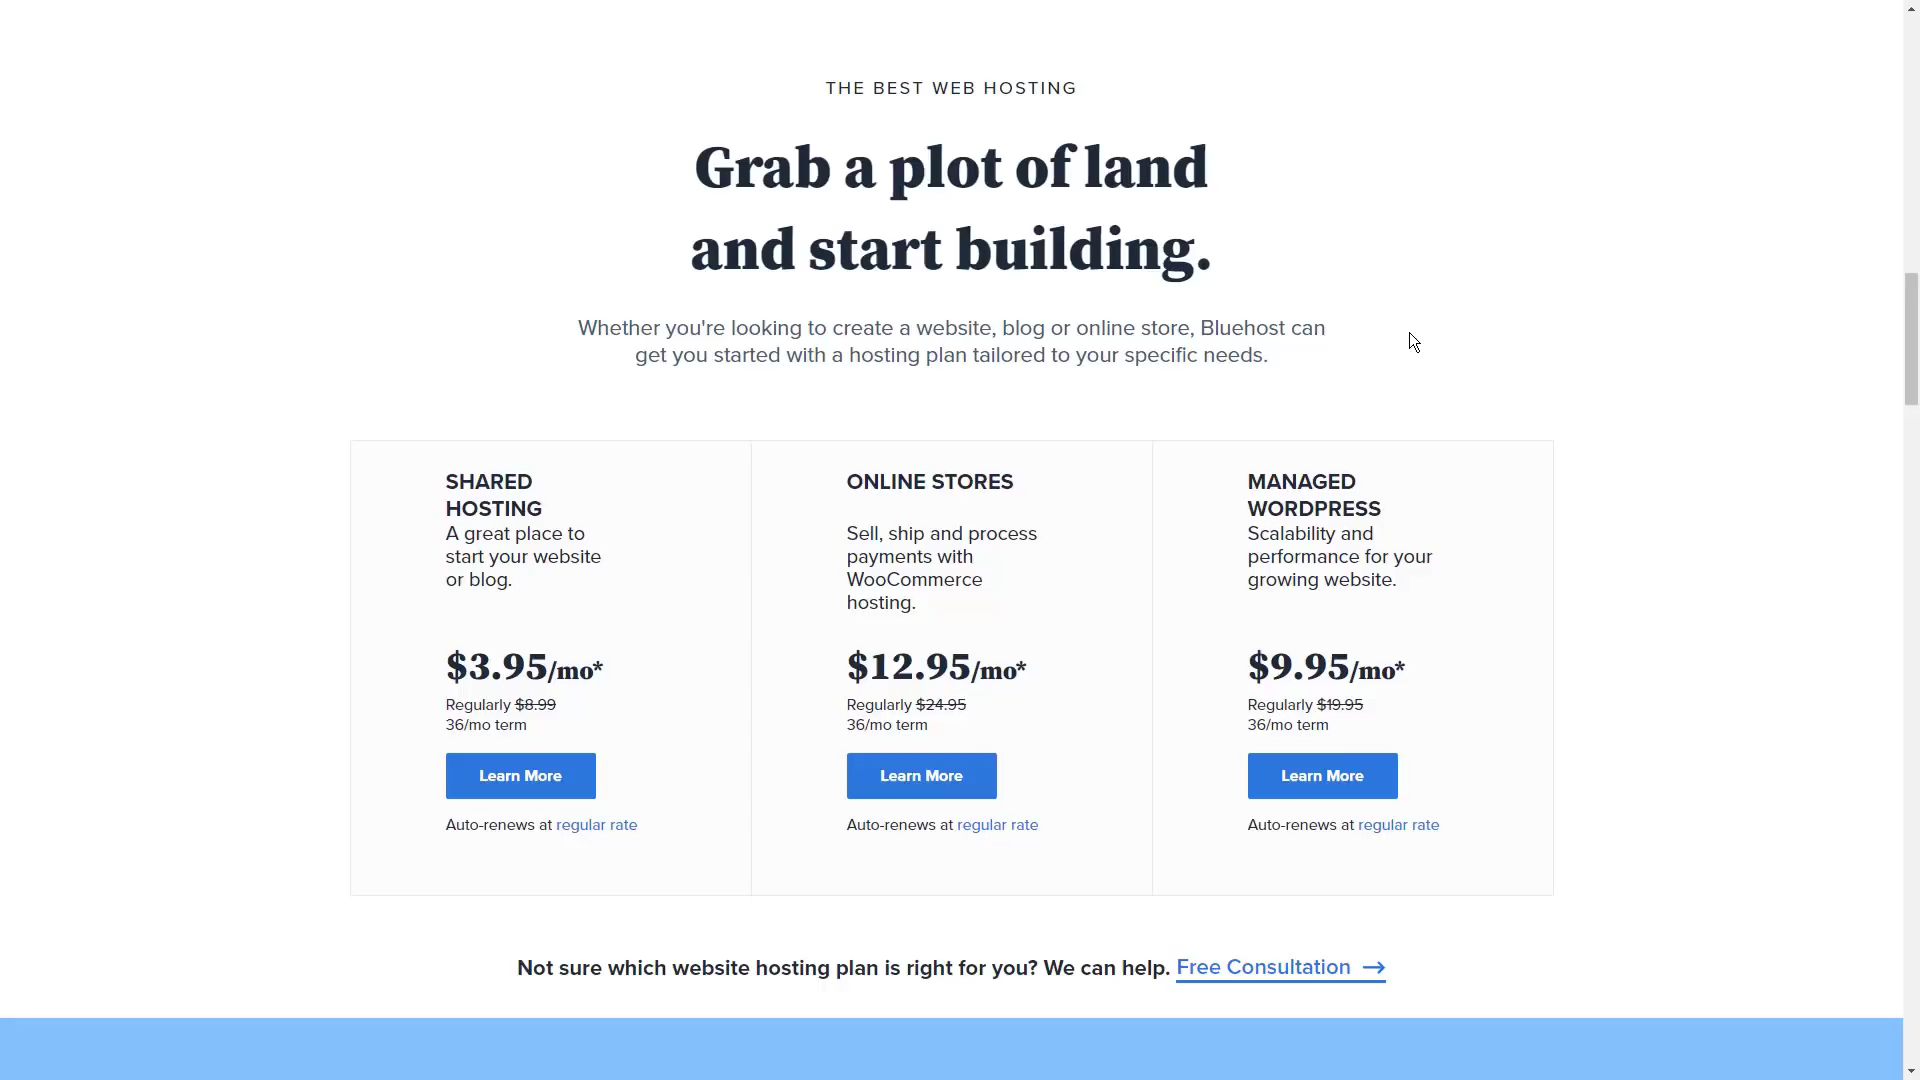 THE BEST WEB HOSTING
Grab a plot of land
and start building.
Whether you're looking to create a website, blog or online store, Bluehost can
get you started with a hosting plan tailored to your specific needs.
SHARED
HOSTING
A great place to
start your website
or blog.
$3.95/mo*
Regularly $8.99
36/mo term
Learn More
Auto-renews at regular rate
ONLINE STORES
Sell, ship and process
payments with
WooCommerce
hosting.
$12.95/mo*
Regularly $24.95
36/mo term
Learn More
Auto-renews at regular rate
MANAGED
WORDPRESS
Scalability and
performance for your
growing website.
$9.95/mo*
Regularly $19.95
36/mo term
Learn More
Auto-renews at regular rate
Not sure which website hosting plan is right for you? We can help. Free Consultation →